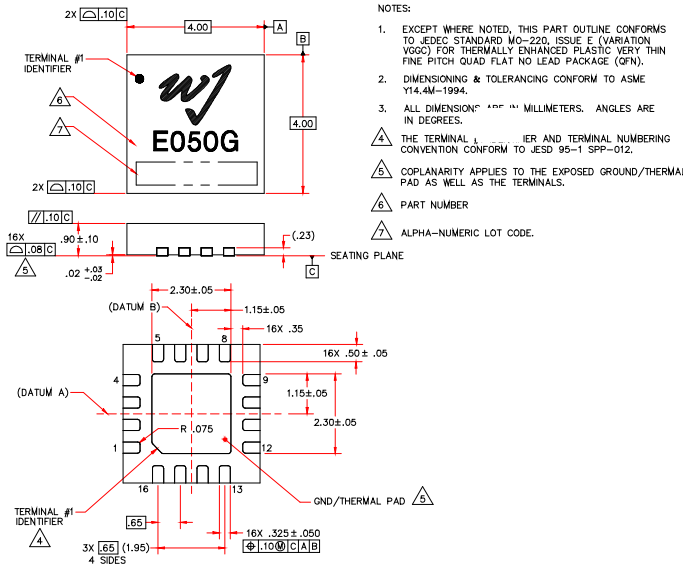 2X ⌓ .10 C
4.00
A
B
TERMINAL #1
IDENTIFIER
wj
6
E050G
7
4.00
2X ⌓ .10 C
// .10 C
16X
⌓ .08 C
.90±.10
5
.02 +.03 -.02
(.23)
SEATING PLANE
C
2.30±.05
(DATUM B)
1.15±.05
16X .35
5 8
16X .50± .05
4 9
(DATUM A)
1.15±.05
2.30±.05
R .075
1 12
16 13
GND/THERMAL PAD 5
TERMINAL #1
IDENTIFIER
4
.65
16X .325±.050
⌖ .10 Ⓜ C A B
3X .65 (1.95)
4 SIDES
NOTES:
1. EXCEPT WHERE NOTED, THIS PART OUTLINE CONFORMS
TO JEDEC STANDARD MO-220, ISSUE E (VARIATION
VGGC) FOR THERMALLY ENHANCED PLASTIC VERY THIN
FINE PITCH QUAD FLAT NO LEAD PACKAGE (QFN).
2. DIMENSIONING & TOLERANCING CONFORM TO ASME
Y14.4M-1994.
3. ALL DIMENSIONS ARE IN MILLIMETERS. ANGLES ARE
IN DEGREES.
4 THE TERMINAL AND TERMINAL NUMBERING
CONVENTION CONFORM TO JESD 95-1 SPP-012.
5 COPLANARITY APPLIES TO THE EXPOSED GROUND/THERMAL
PAD AS WELL AS THE TERMINALS.
6 PART NUMBER
7 ALPHA-NUMERIC LOT CODE.